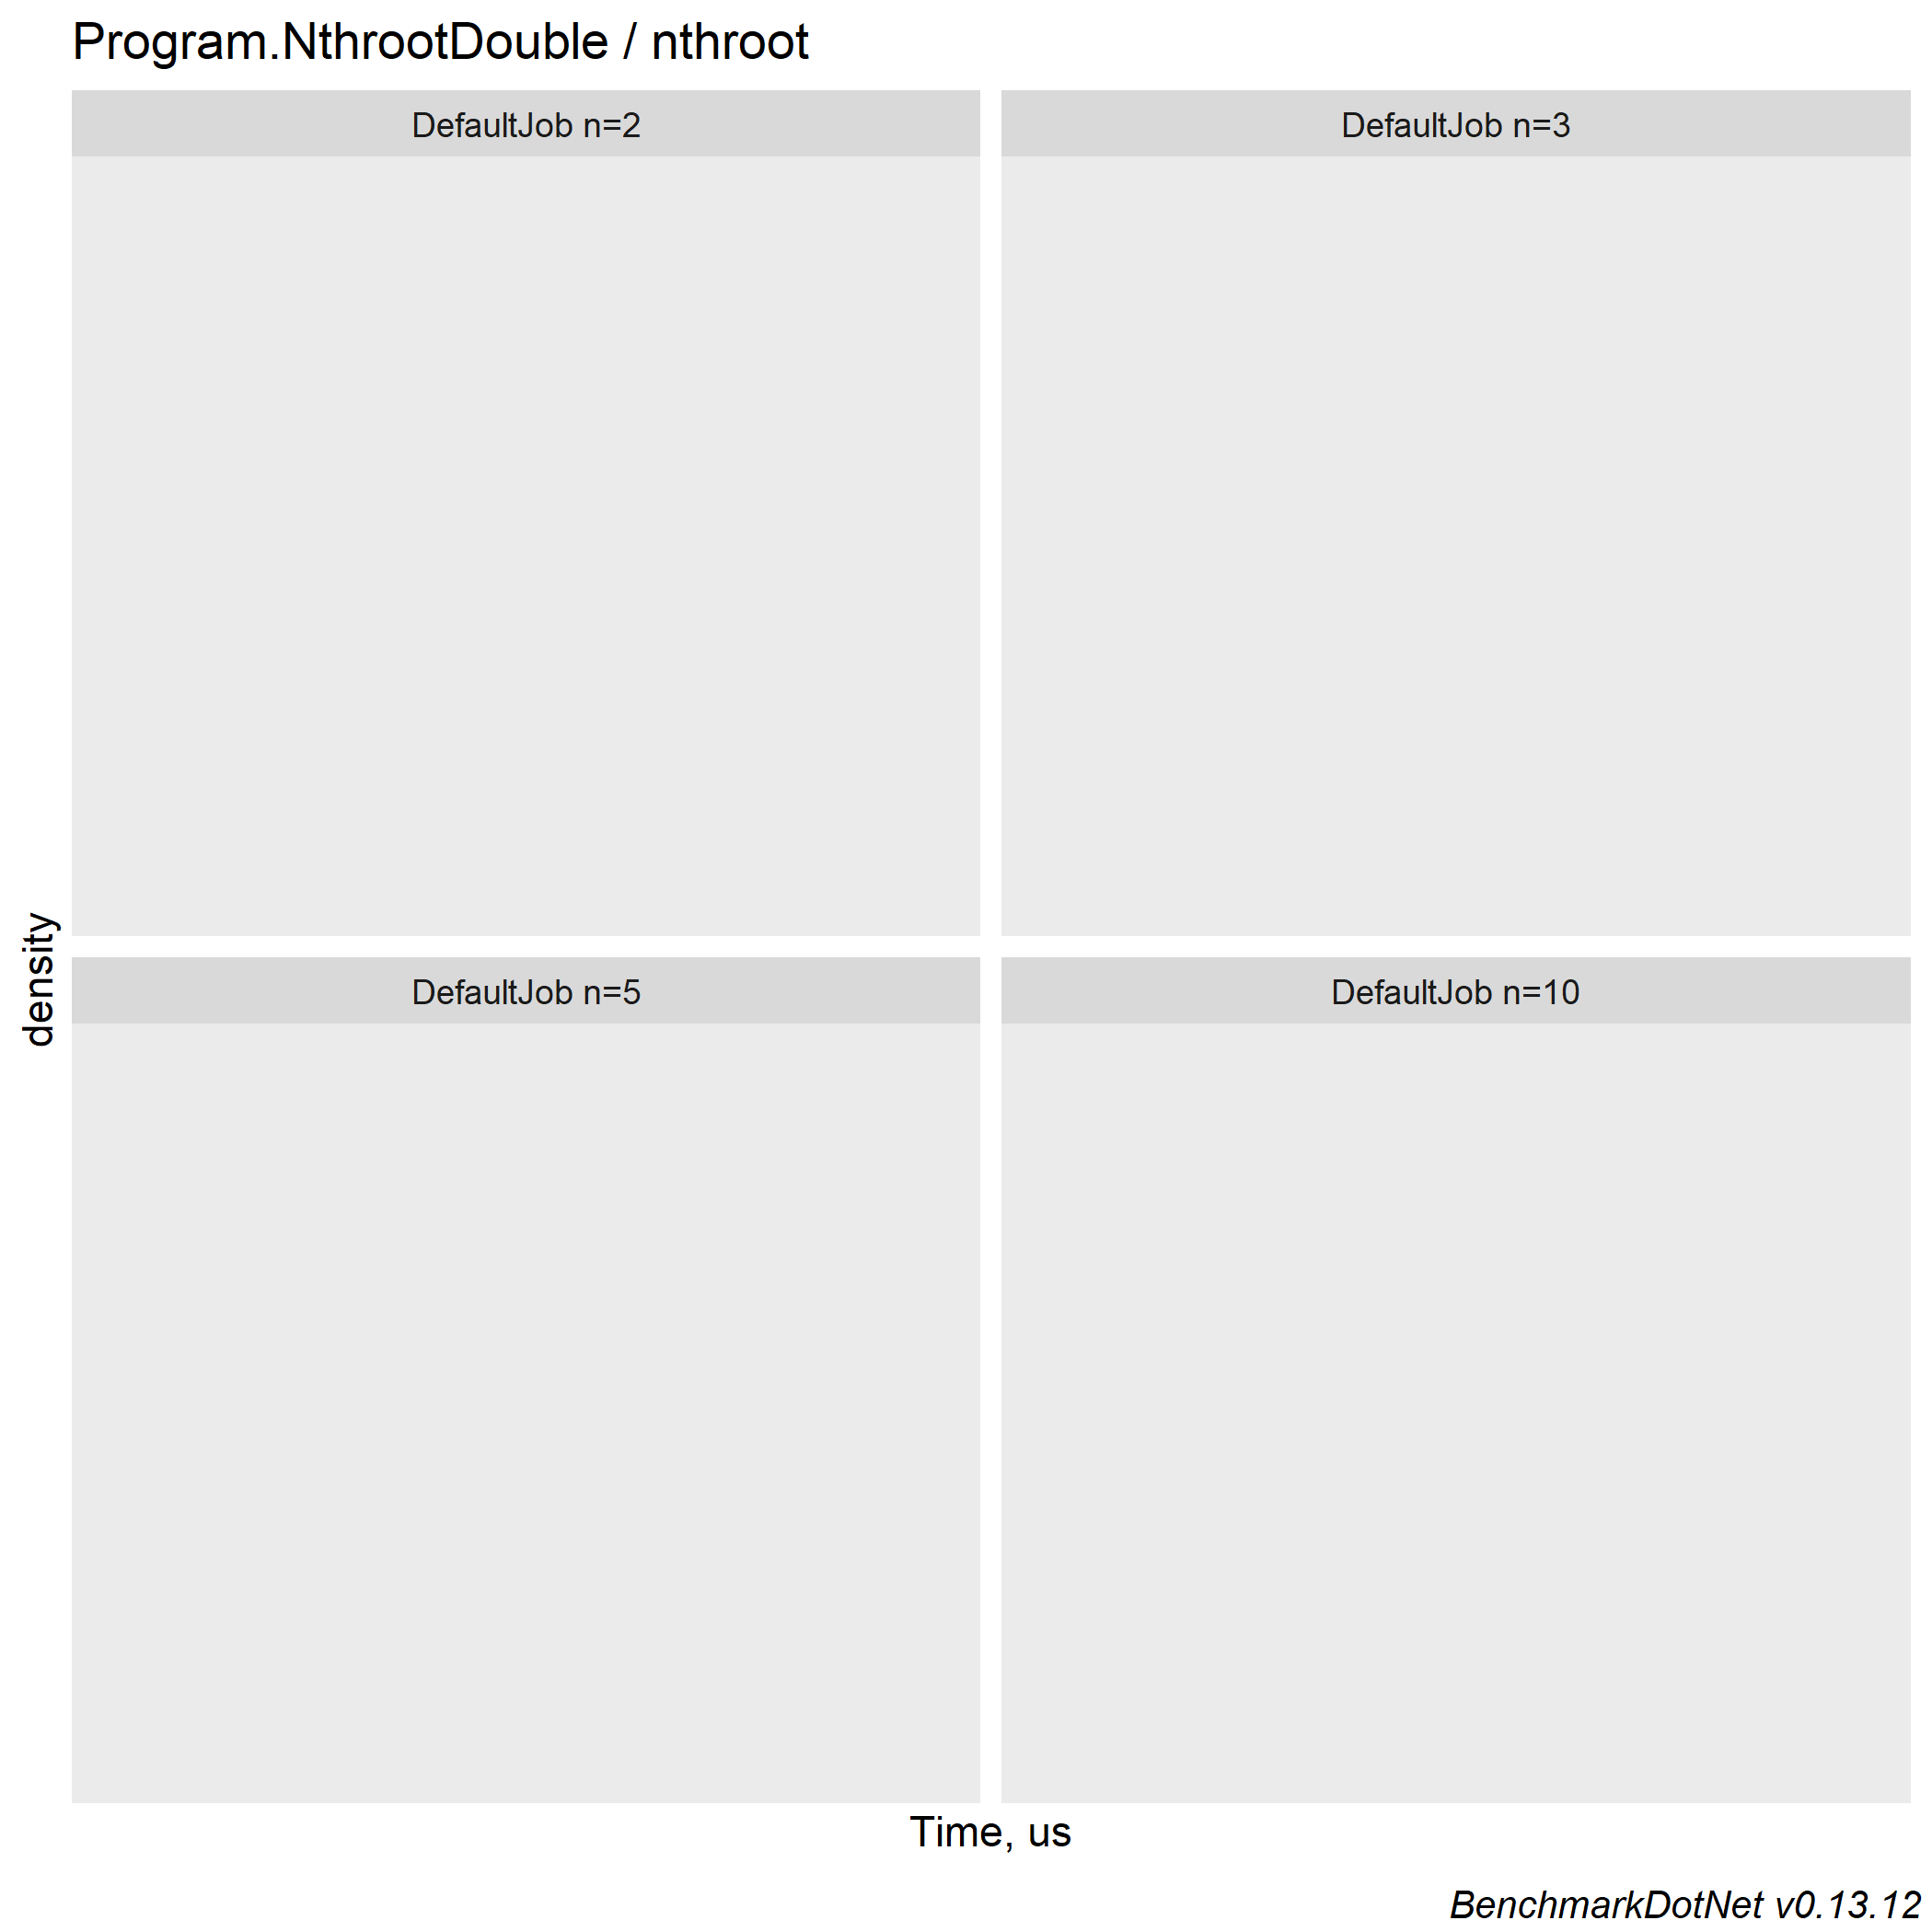 Program.NthrootDouble / nthroot
DefaultJob n=2
DefaultJob n=3
density
DefaultJob n=5
DefaultJob n=10
Time, us
BenchmarkDotNet v0.13.12